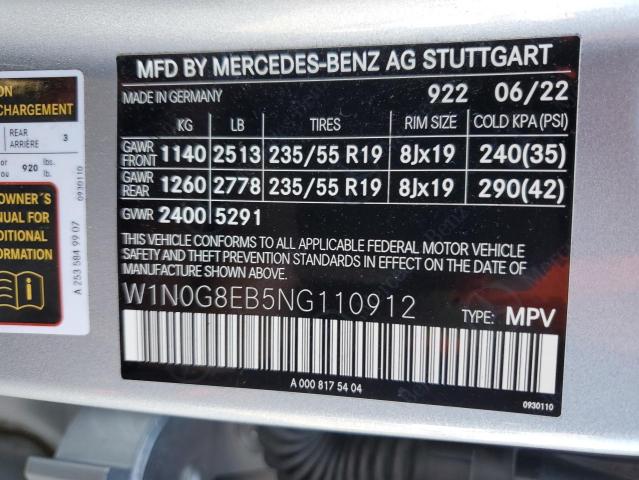 ON
CHARGEMENT
REAR
ARRIÈRE 3
or
ou 920 lbs.
lb.
OWNER´S
MANUAL FOR
ADDITIONAL
INFORMATION
0930110
A 253 584 99 07
MFD BY MERCEDES-BENZ AG STUTTGART
MADE IN GERMANY 922 06/22
KG LB TIRES RIM SIZE COLD KPA(PSI)
GAWR
FRONT 1140 2513 235/55 R19 8Jx19 240(35)
GAWR
REAR 1260 2778 235/55 R19 8Jx19 290(42)
GVWR 2400 5291
THIS VEHICLE CONFORMS TO ALL APPLICABLE FEDERAL MOTOR VEHICLE
SAFETY AND THEFT PREVENTION STANDARDS IN EFFECT ON THE DATE OF
MANUFACTURE SHOWN ABOVE.
W1N0G8EB5NG110912
TYPE: MPV
A 000 817 54 04
0930110